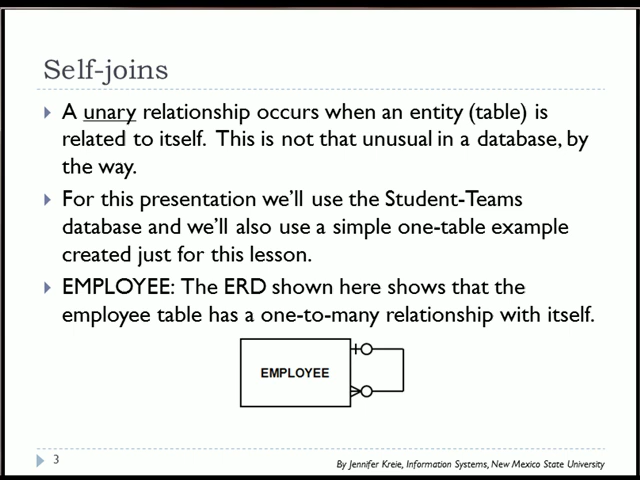 Self-joins
A unary relationship occurs when an entity (table) is
related to itself. This is not that unusual in a database, by
the way.
For this presentation we'll use the Student-Teams
database and we'll also use a simple one-table example
created just for this lesson.
EMPLOYEE: The ERD shown here shows that the
employee table has a one-to-many relationship with itself.
EMPLOYEE
3
By Jennifer Kreie, Information Systems, New Mexico State University